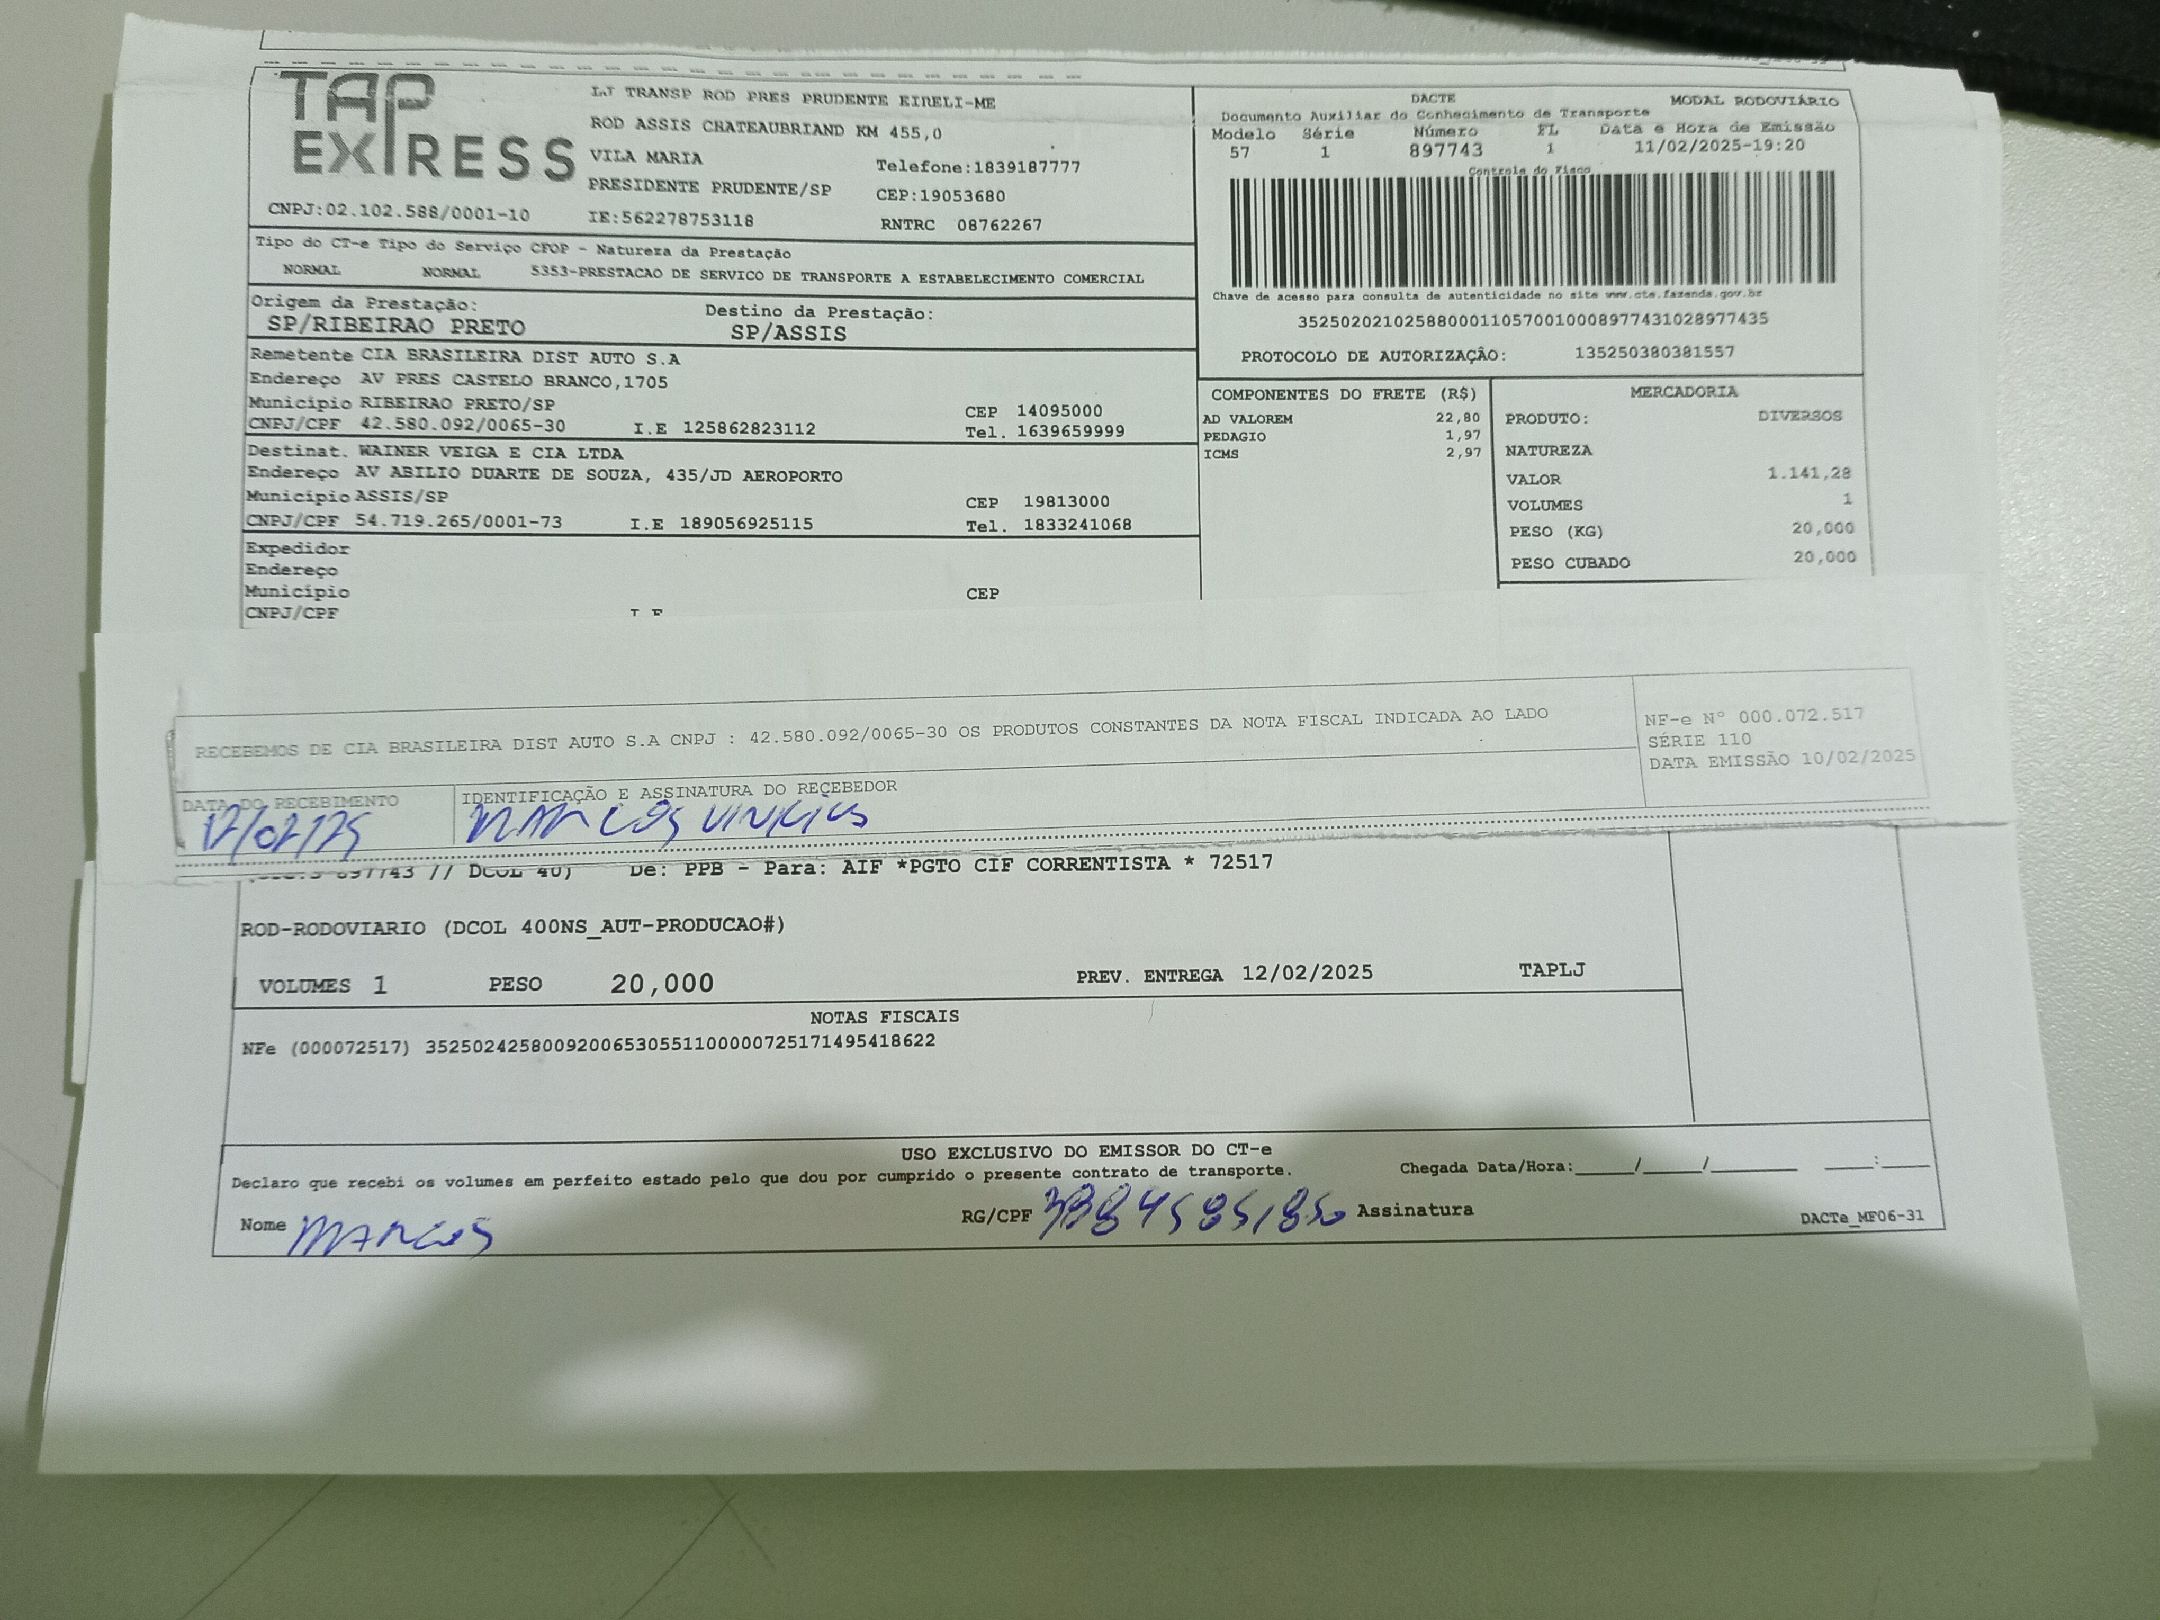 TAP EXPRESS
LJ TRANSP ROD PRES PRUDENTE EIRELI-ME
ROD ASSIS CHATEAUBRIAND KM 455,0
VILA MARIA Telefone:1839187777
PRESIDENTE PRUDENTE/SP CEP:19053680
CNPJ:02.102.588/0001-10 IE:562278753118 RNTRC 08762267
Tipo do CT-e Tipo do Serviço CFOP - Natureza da Prestação
NORMAL NORMAL 5353-PRESTACAO DE SERVICO DE TRANSPORTE A ESTABELECIMENTO COMERCIAL
Origem da Prestação: Destino da Prestação:
SP/RIBEIRAO PRETO SP/ASSIS
Remetente CIA BRASILEIRA DIST AUTO S.A
Endereço AV PRES CASTELO BRANCO,1705
Município RIBEIRAO PRETO/SP CEP 14095000
CNPJ/CPF 42.580.092/0065-30 I.E 125862823112 Tel. 1639659999
Destinat. WAINER VEIGA E CIA LTDA
Endereço AV ABILIO DUARTE DE SOUZA, 435/JD AEROPORTO
Município ASSIS/SP CEP 19813000
CNPJ/CPF 54.719.265/0001-73 I.E 189056925115 Tel. 1833241068
Expedidor
Endereço
Município CEP
CNPJ/CPF I E
DACTE MODAL RODOVIÁRIO
Documento Auxiliar do Conhecimento de Transporte
Modelo Série Número FL Data e Hora de Emissão
57 1 897743 1 11/02/2025-19:20
Controle do Fisco
Chave de acesso para consulta de autenticidade no site www.cte.fazenda.gov.br
35250202102588000110570010008977431028977435
PROTOCOLO DE AUTORIZAÇÃO: 135250380381557
COMPONENTES DO FRETE (R$)
AD VALOREM 22,80
PEDAGIO 1,97
ICMS 2,97
MERCADORIA
PRODUTO: DIVERSOS
NATUREZA
VALOR 1.141,28
VOLUMES 1
PESO (KG) 20,000
PESO CUBADO 20,000
RECEBEMOS DE CIA BRASILEIRA DIST AUTO S.A CNPJ : 42.580.092/0065-30 OS PRODUTOS CONSTANTES DA NOTA FISCAL INDICADA AO LADO
NF-e Nº 000.072.517
SÉRIE 110
DATA EMISSÃO 10/02/2025
DATA DO RECEBIMENTO IDENTIFICAÇÃO E ASSINATURA DO RECEBEDOR
12/02/25 MARCOS VINICIUS
897743 // DCOL 40) De: PPB - Para: AIF *PGTO CIF CORRENTISTA * 72517
ROD-RODOVIARIO (DCOL 400NS_AUT-PRODUCAO#)
VOLUMES 1 PESO 20,000 PREV. ENTREGA 12/02/2025 TAPLJ
NOTAS FISCAIS
NFe (000072517) 35250242580092006530551100000725171495418622
USO EXCLUSIVO DO EMISSOR DO CT-e
Declaro que recebi os volumes em perfeito estado pelo que dou por cumprido o presente contrato de transporte. Chegada Data/Hora:____/____/______ ___:___
Nome MARCOS RG/CPF Assinatura
DACTe_MF06-31